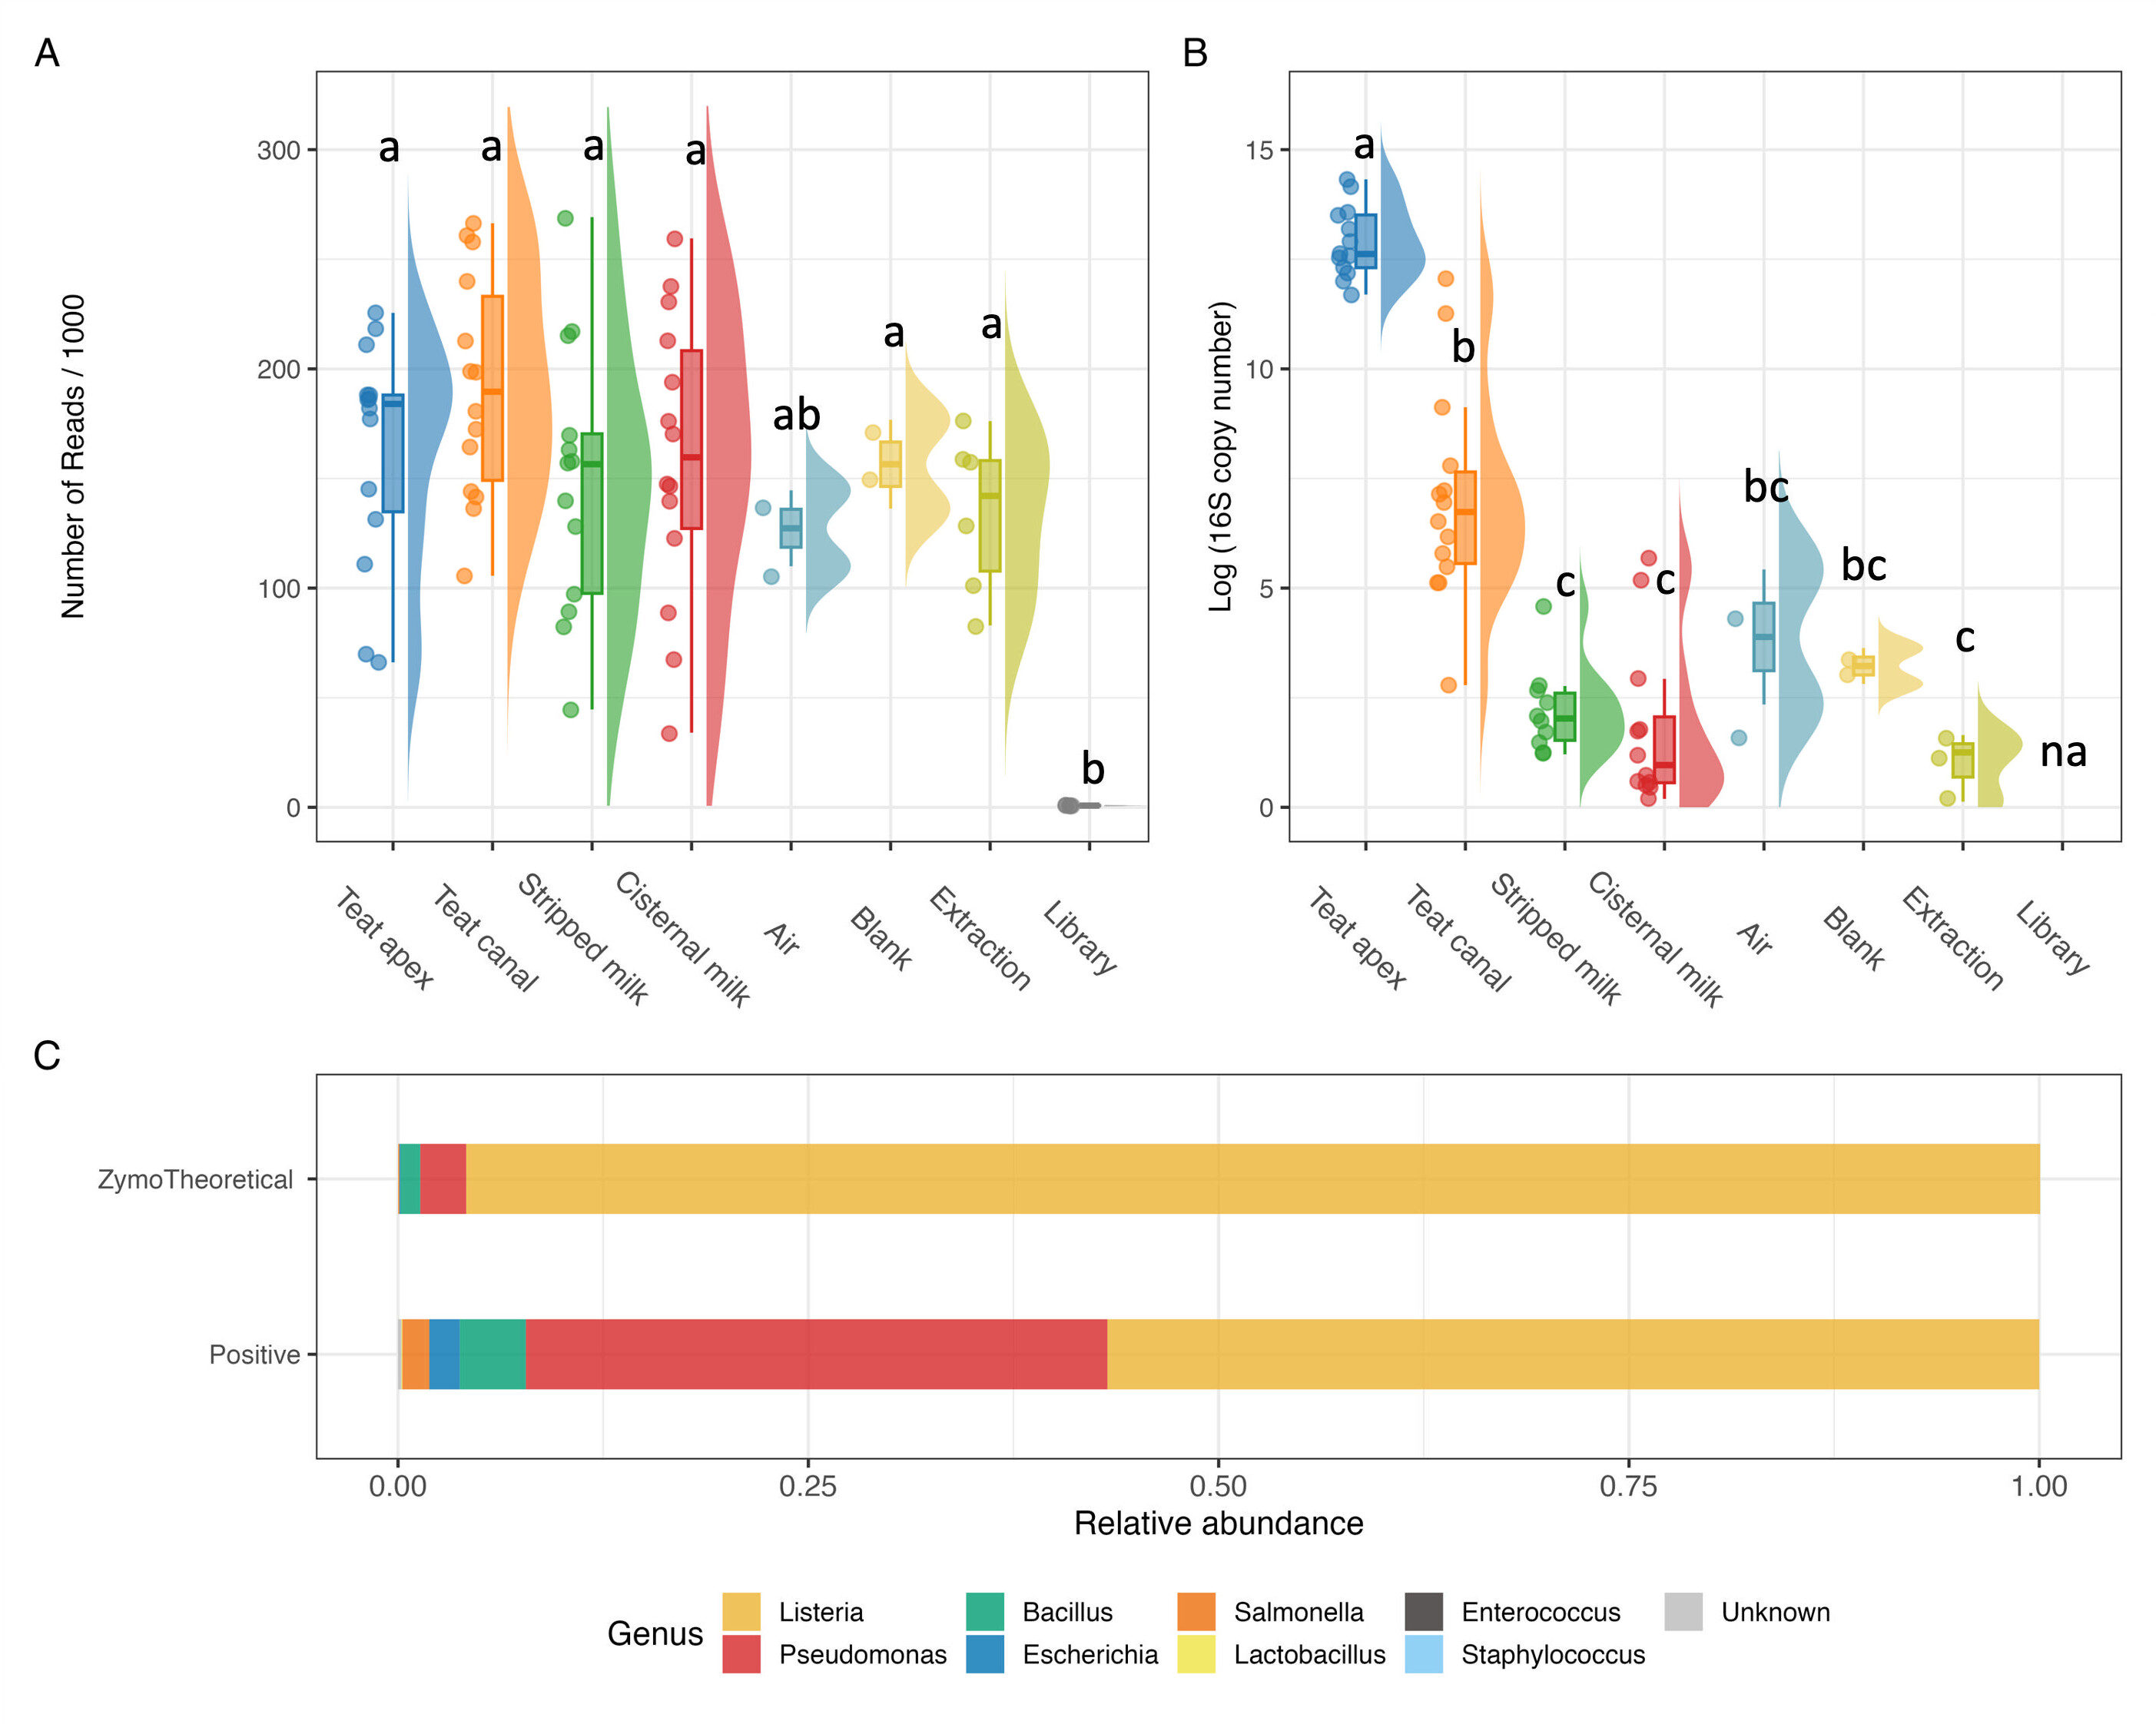 A
B
Number of Reads / 1000
300
200
100
0
a
a
a
a
ab
a
a
b
Teat apex
Teat canal
Stripped milk
Cisternal milk
Air
Blank
Extraction
Library
Log (16S copy number)
15
10
5
0
a
b
c
c
bc
bc
c
na
Teat apex
Teat canal
Stripped milk
Cisternal milk
Air
Blank
Extraction
Library
C
ZymoTheoretical
Positive
0.00
0.25
0.50
0.75
1.00
Relative abundance
Genus
Listeria
Bacillus
Salmonella
Enterococcus
Unknown
Pseudomonas
Escherichia
Lactobacillus
Staphylococcus